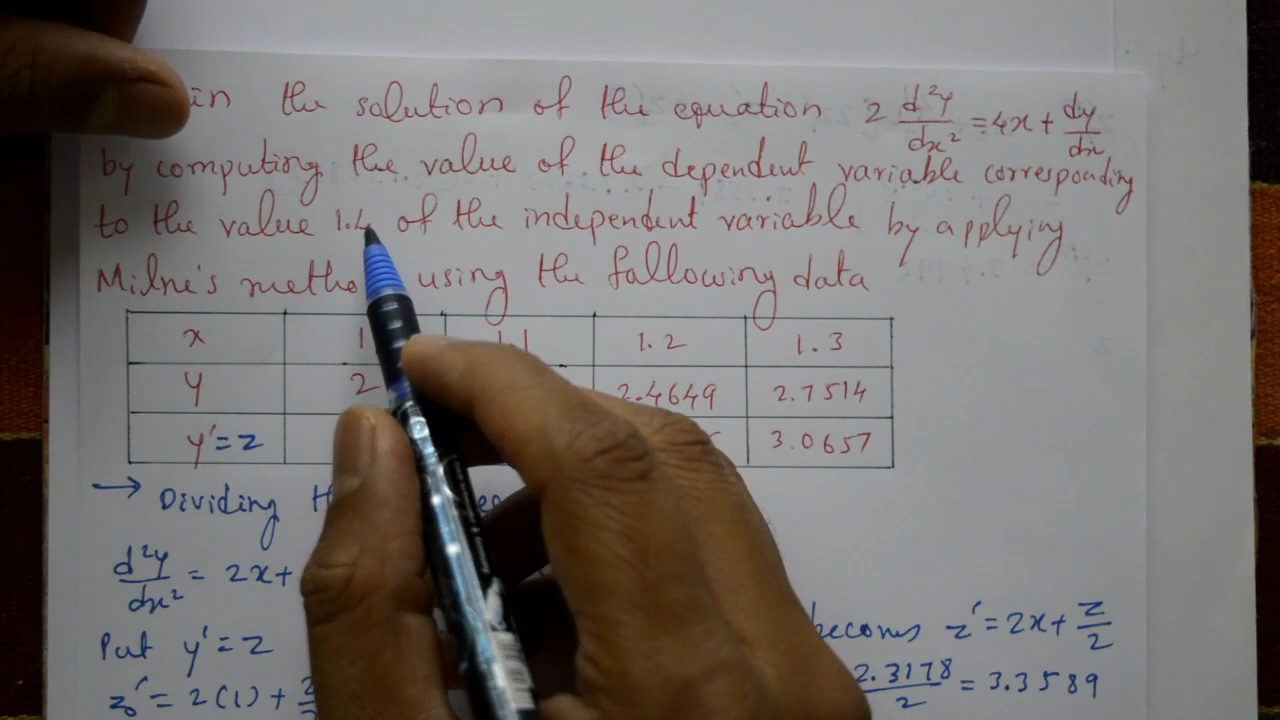 in the solution of the equation 2 d²y/dx² = 4x + dy/dx
by computing the value of the dependent variable corresponding
to the value 1.4 of the independent variable by applying
Milne's metho using the following data
x 1 1.1 1.2 1.3
y 2 2.4649 2.7514
y' = z 3.0657
→ Dividing
d²y/dx² = 2x +
becomes z' = 2x + z/2
Put y' = z
z₀' = 2(1) + 2.3178/2 = 3.3589